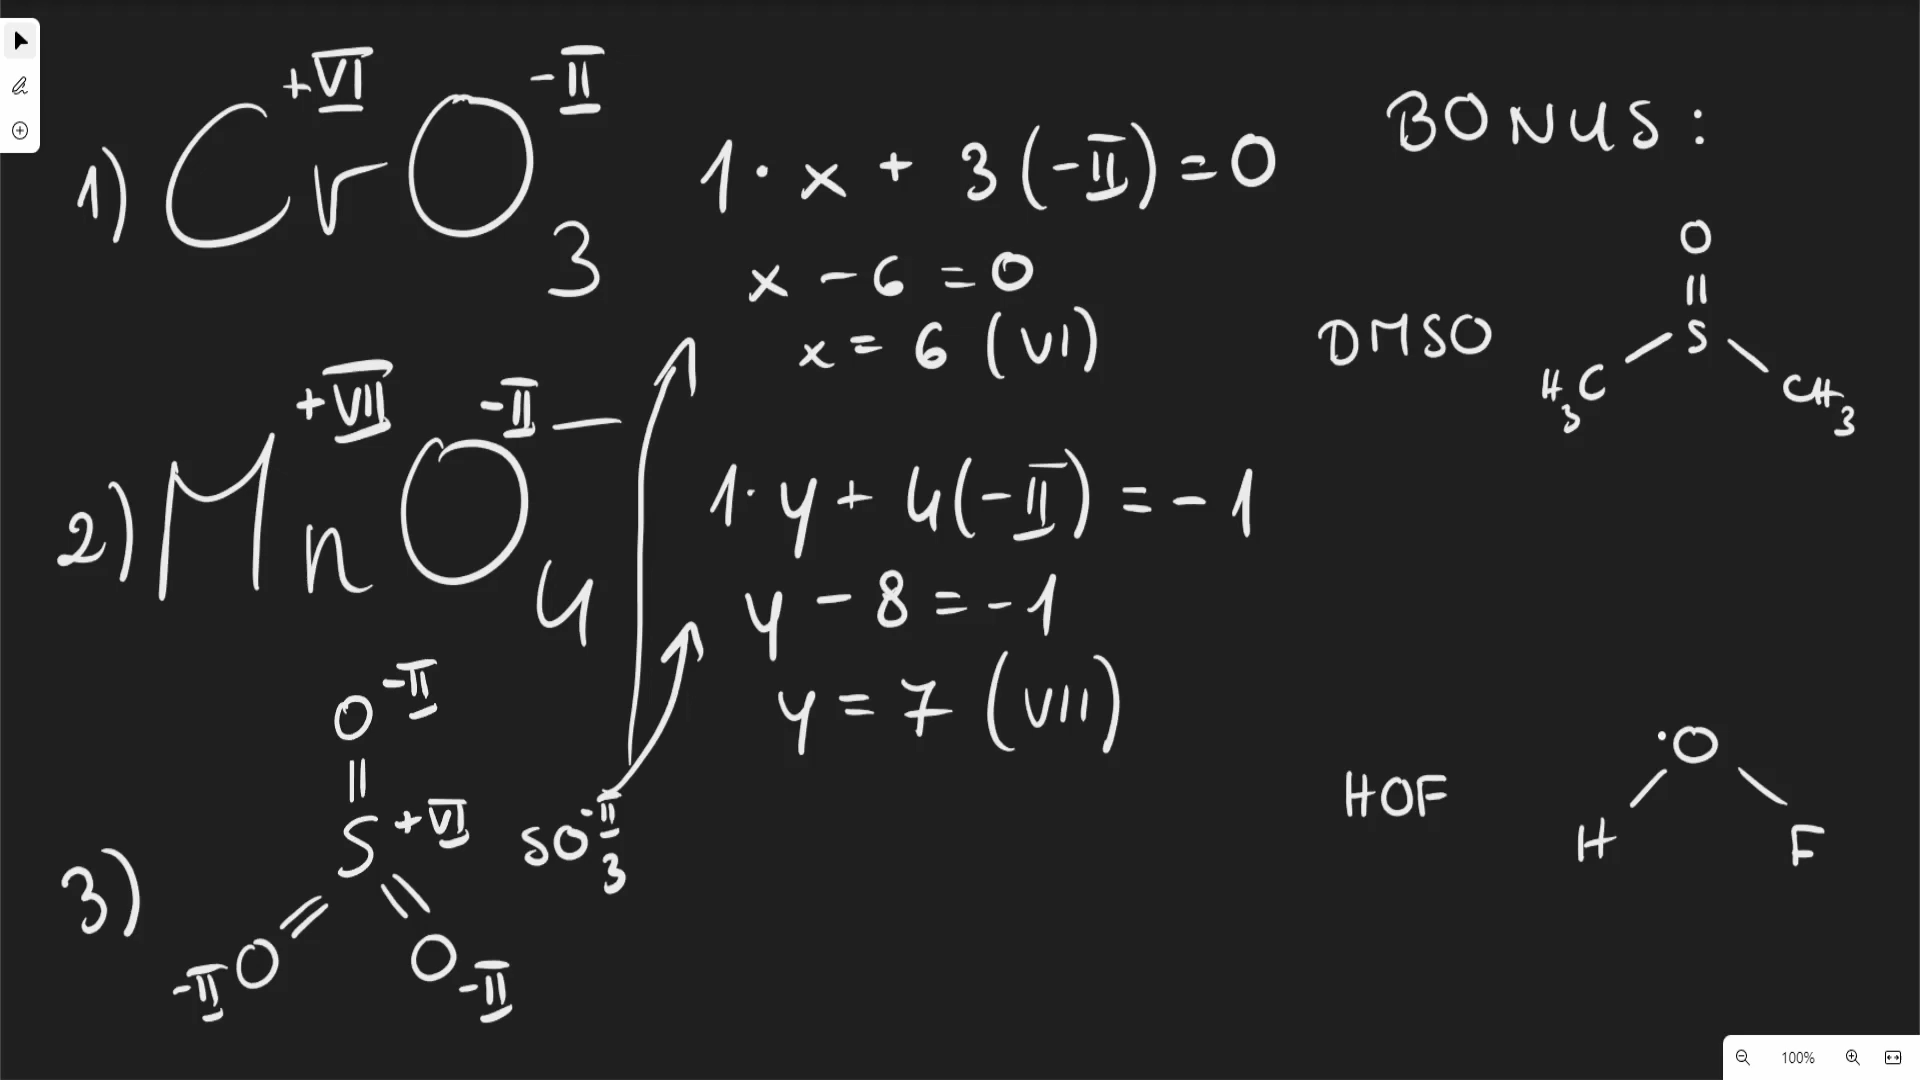 1) CrO₃ +VI -II
1 · x + 3 (-II) = 0
x - 6 = 0
x = 6 (VI)
2) MnO₄⁻ +VII -II
1 · y + 4 (-II) = -1
y - 8 = -1
y = 7 (VII)
3)
O -II
S +VI
-II O
O -II
SO₃ -II
BONUS :
DMSO
O
S
H₃C
CH₃
HOF
·O
H
F
100%